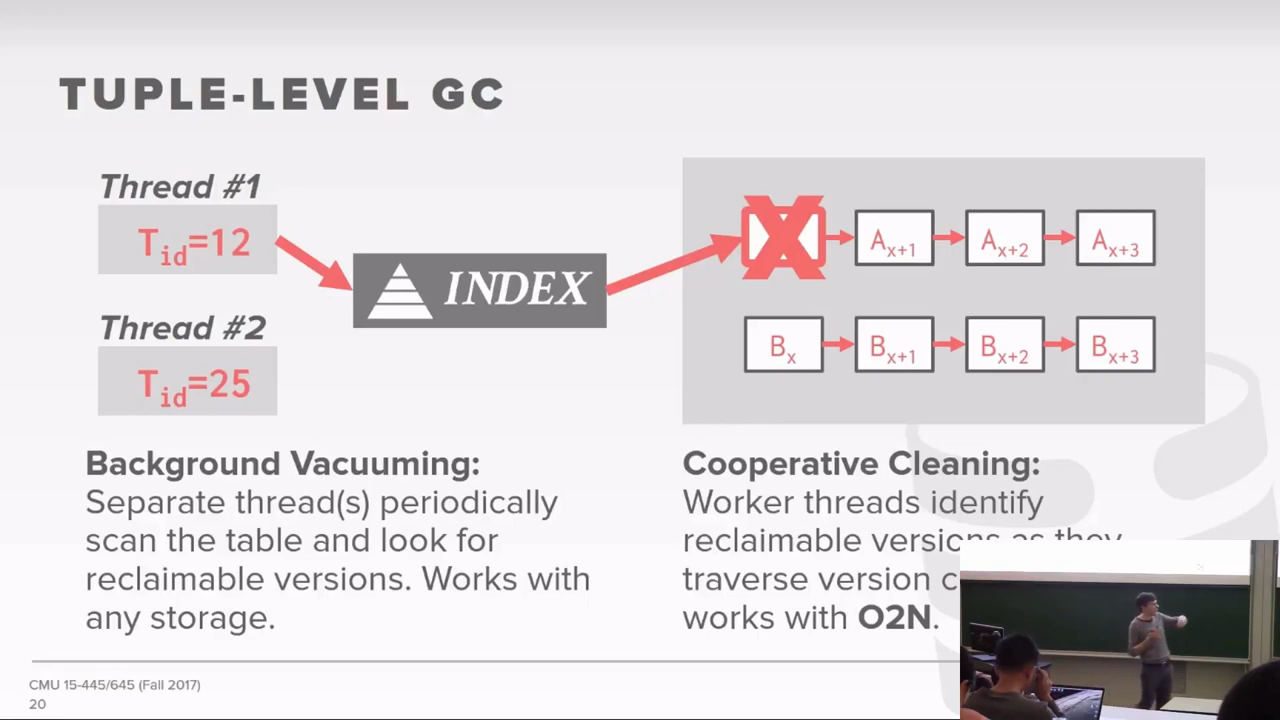 TUPLE-LEVEL GC
Thread #1
Tid=12
INDEX
Thread #2
Tid=25
Ax+1
Ax+2
Ax+3
Bx
Bx+1
Bx+2
Bx+3
Background Vacuuming:
Separate thread(s) periodically
scan the table and look for
reclaimable versions. Works with
any storage.
Cooperative Cleaning:
Worker threads identify
reclaimable versions as they
traverse version
works with O2N.
CMU 15-445/645 (Fall 2017)
20